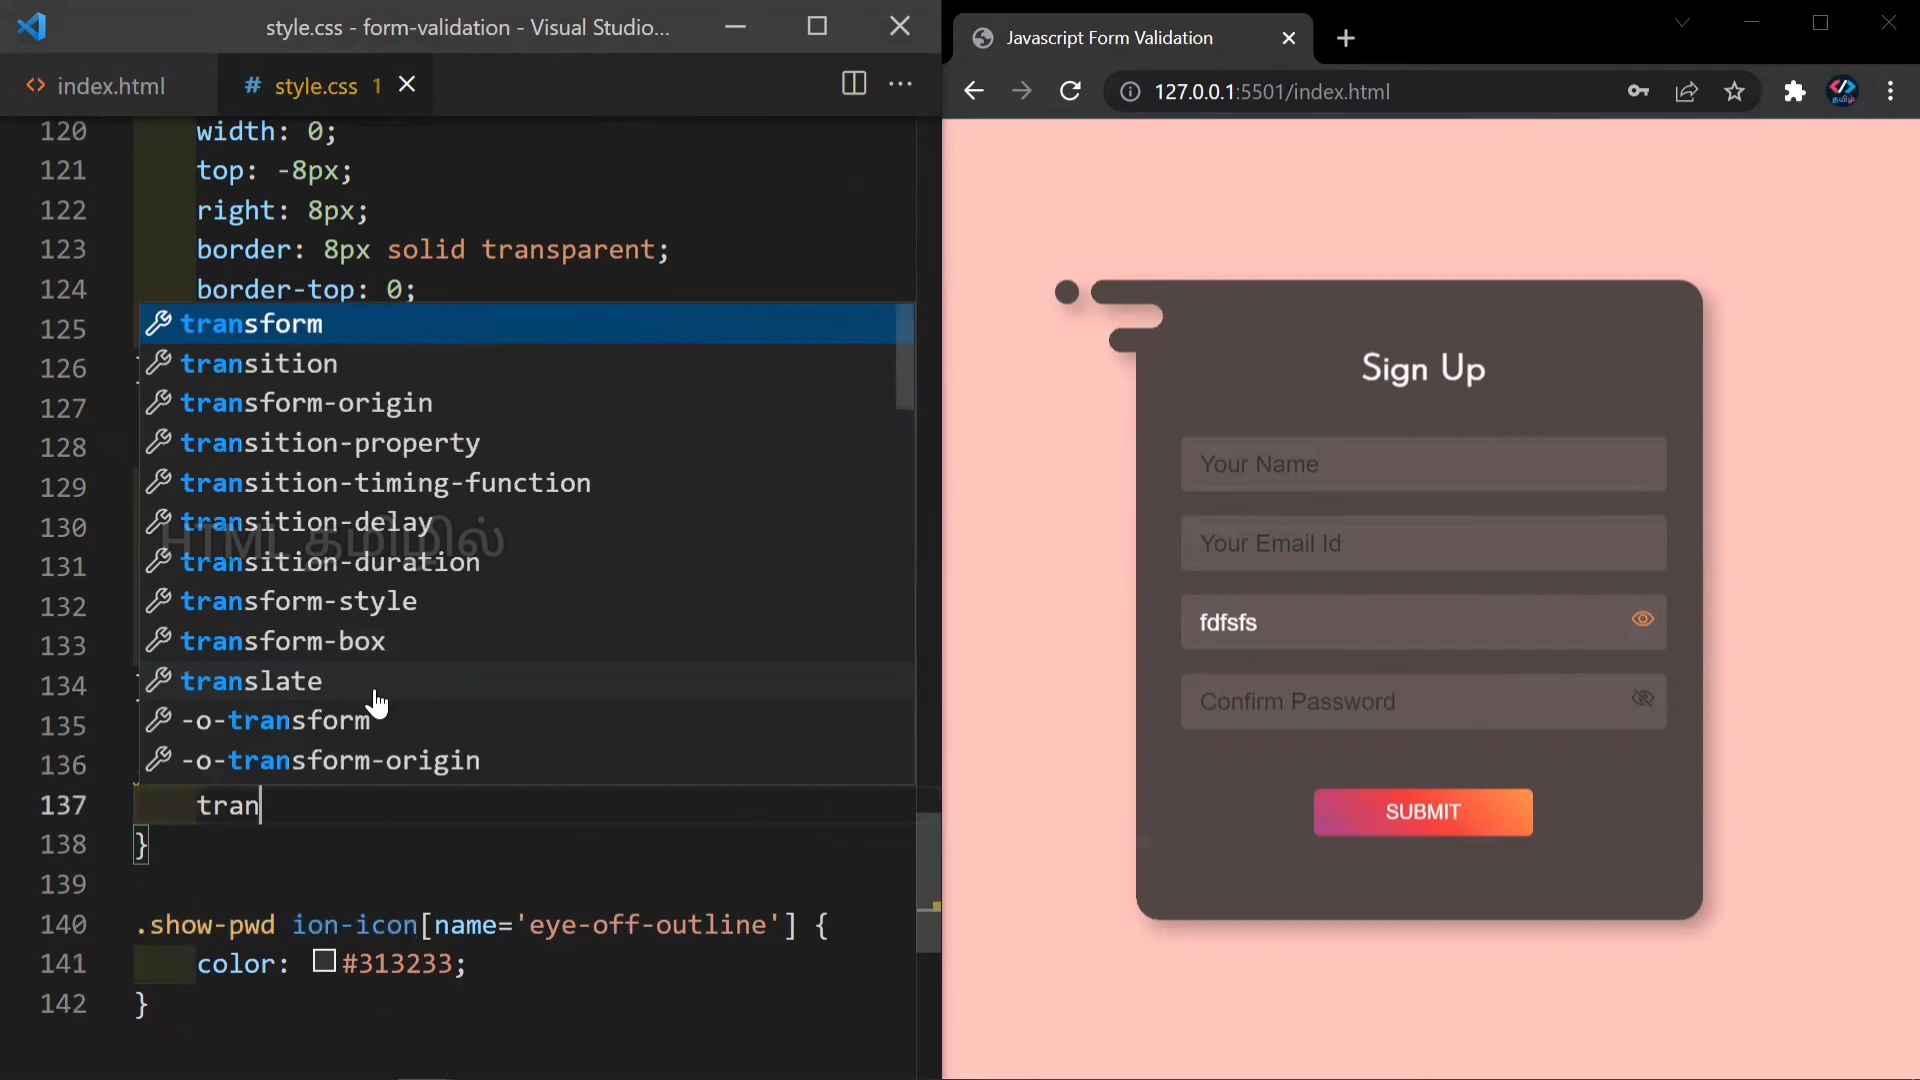 style.css - form-validation - Visual Studio...
index.html
# style.css 1
120 width: 0;
121 top: -8px;
122 right: 8px;
123 border: 8px solid transparent;
124 border-top: 0;
125 transform
126 transition
127 transform-origin
128 transition-property
129 transition-timing-function
130 transition-delay
HTML தமிழில்
131 transition-duration
132 transform-style
133 transform-box
134 translate
135 -o-transform
136 -o-transform-origin
137 tran
138 }
139
140 .show-pwd ion-icon[name='eye-off-outline'] {
141 color: #313233;
142 }
Javascript Form Validation
127.0.0.1:5501/index.html
தமிழ்
Sign Up
Your Name
Your Email Id
fdfsfs
Confirm Password
SUBMIT